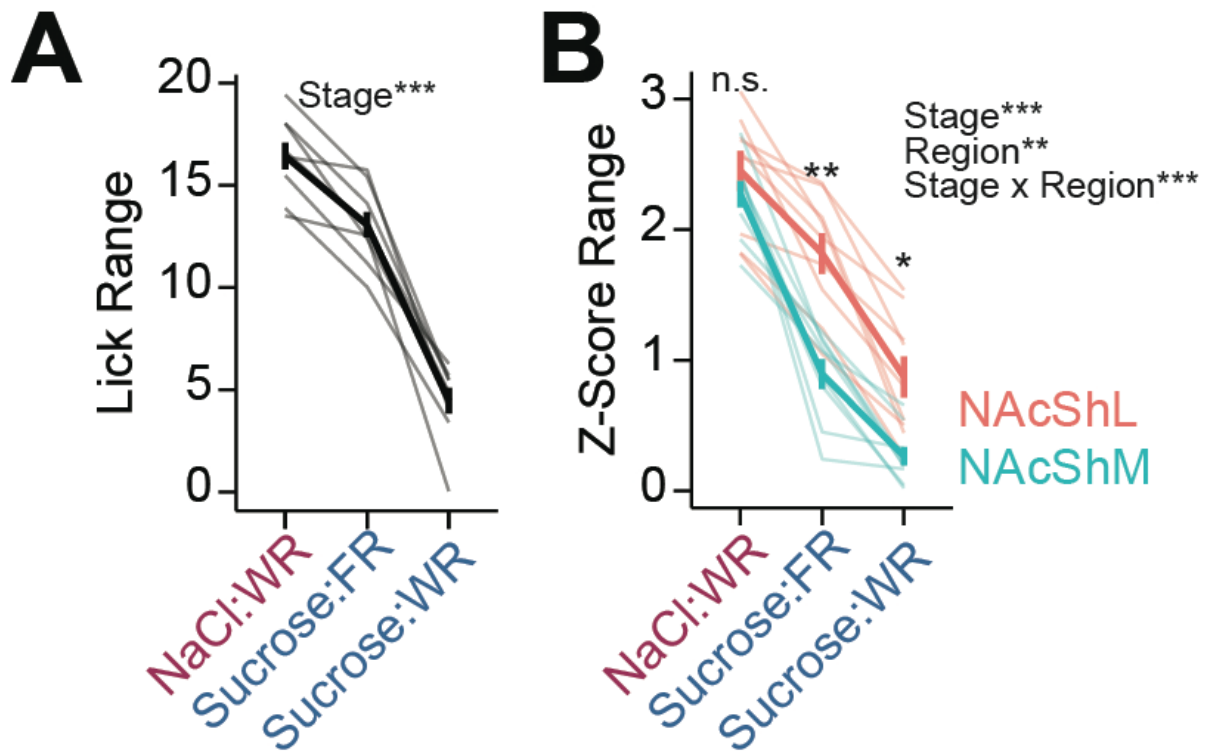 A
Lick Range
20
15
10
5
0
Stage***
NaCl:WR
Sucrose:FR
Sucrose:WR
B
Z-Score Range
3
2
1
0
n.s.
**
*
Stage***
Region**
Stage x Region***
NAcShL
NAcShM
NaCl:WR
Sucrose:FR
Sucrose:WR